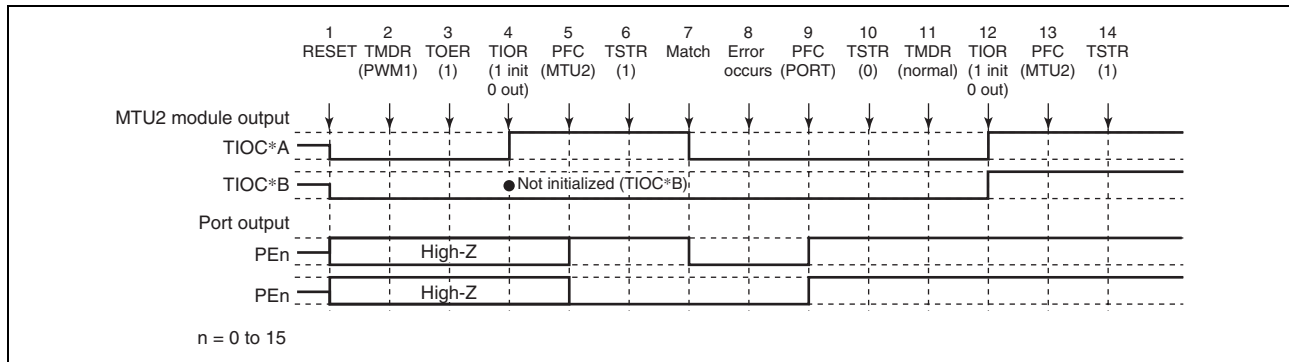 1 2 3 4 5 6 7 8 9 10 11 12 13 14
RESET TMDR TOER TIOR PFC TSTR Match Error PFC TSTR TMDR TIOR PFC TSTR
(PWM1) (1) (1 init (MTU2) (1) occurs (PORT) (0) (normal) (1 init (MTU2) (1)
0 out) 0 out)
MTU2 module output
TIOC*A
TIOC*B ● Not initialized (TIOC*B)
Port output
PEn High-Z
PEn High-Z
n = 0 to 15